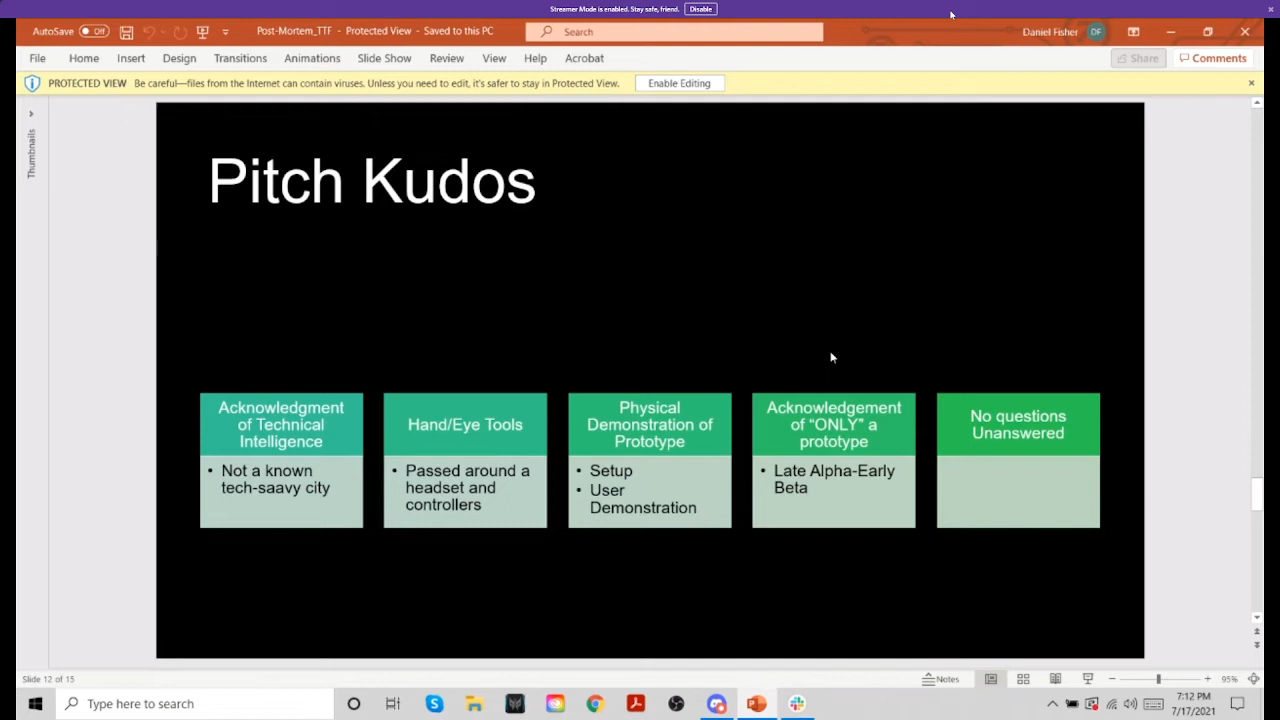 Streamer Mode is enabled. Stay safe, friend. Disable
AutoSave Off Post-Mortem_TTF - Protected View - Saved to this PC Search Daniel Fisher DF
File Home Insert Design Transitions Animations Slide Show Review View Help Acrobat Share Comments
PROTECTED VIEW Be careful—files from the Internet can contain viruses. Unless you need to edit, it's safer to stay in Protected View. Enable Editing
Thumbnails
Pitch Kudos
Acknowledgment
of Technical
Intelligence
• Not a known
tech-saavy city
Hand/Eye Tools
• Passed around a
headset and
controllers
Physical
Demonstration of
Prototype
• Setup
• User
Demonstration
Acknowledgement
of “ONLY” a
prototype
• Late Alpha-Early
Beta
No questions
Unanswered
Slide 12 of 15 Notes 95%
Type here to search 7:12 PM
7/17/2021